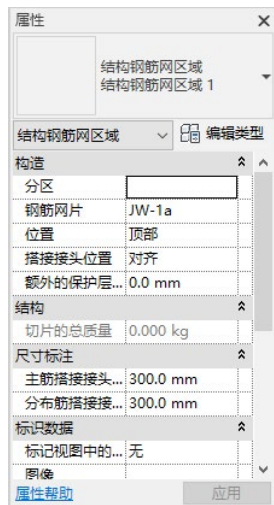 属性
结构钢筋网区域
结构钢筋网区域 1
结构钢筋网区域 编辑类型
构造
分区
钢筋网片 JW-1a
位置 顶部
搭接接头位置 对齐
额外的保护层... 0.0 mm
结构
切片的总质量 0.000 kg
尺寸标注
主筋搭接接头... 300.0 mm
分布筋搭接接... 300.0 mm
标识数据
标记视图中的... 无
图像
属性帮助 应用